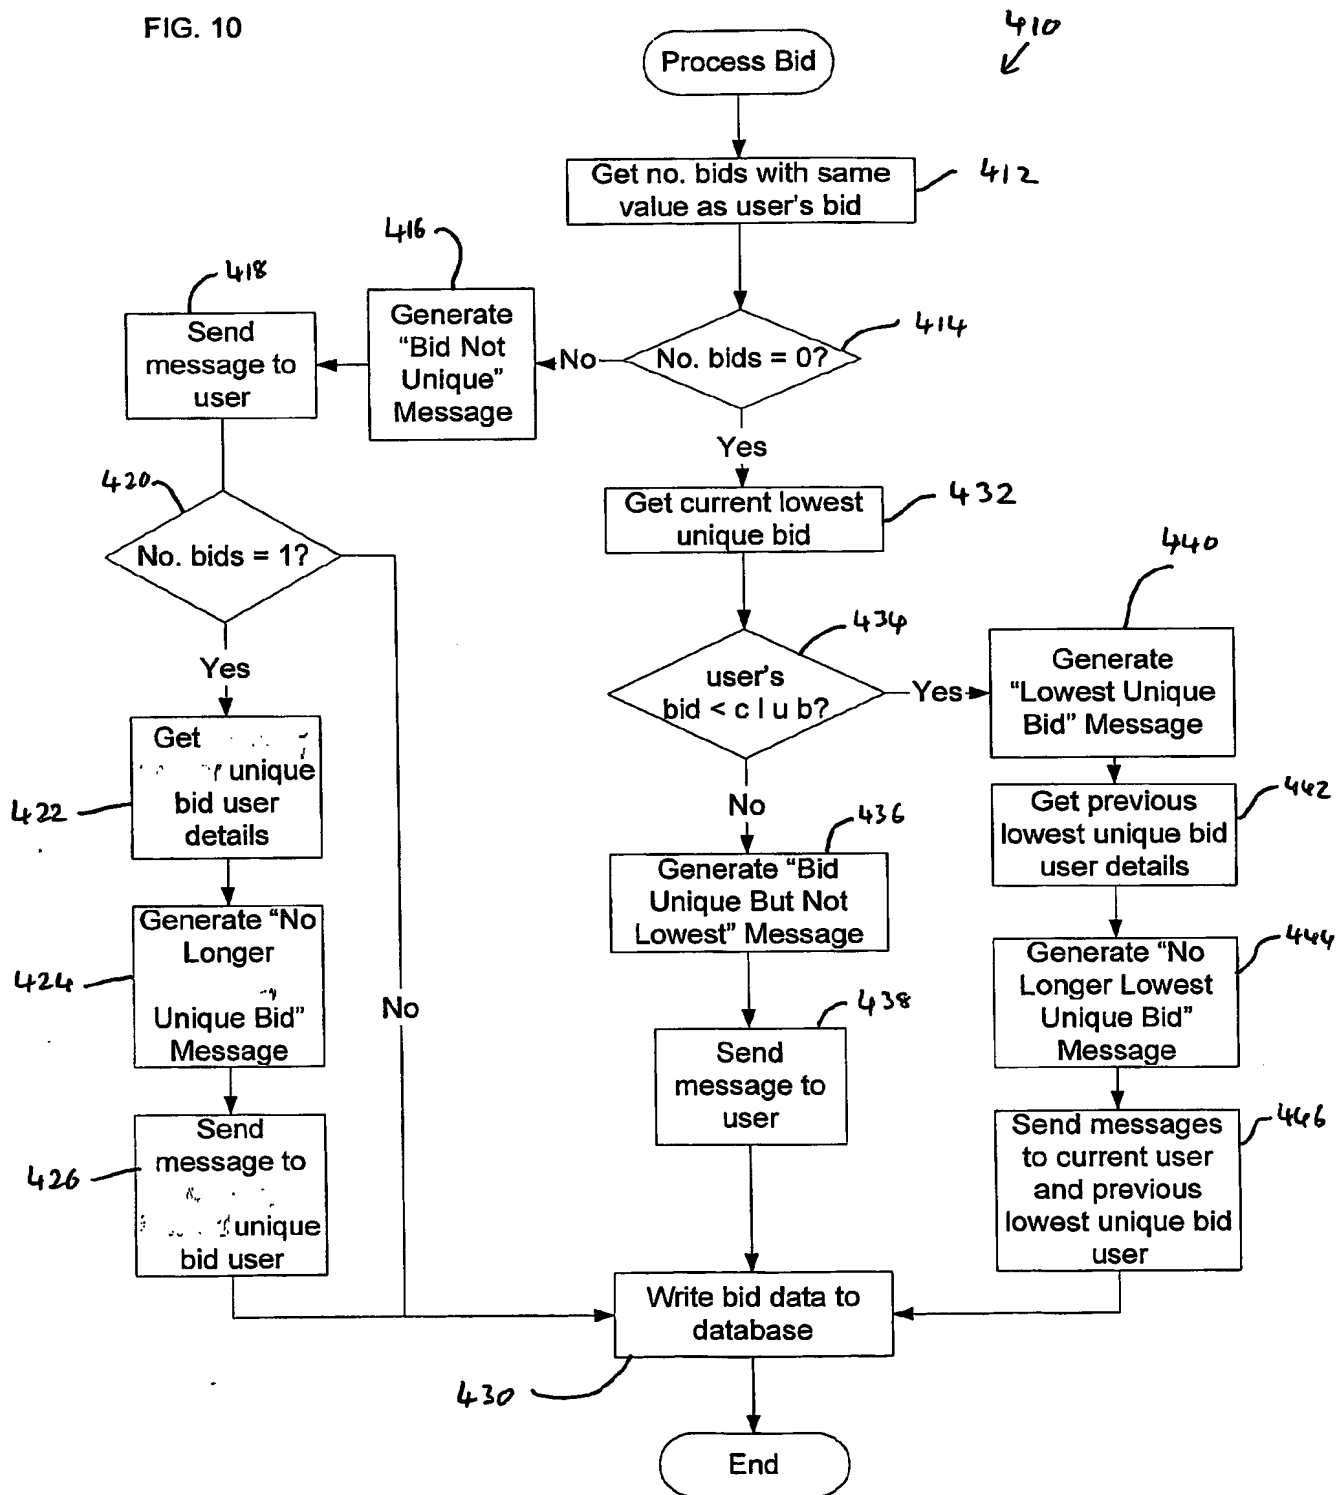 FIG. 10
410
Process Bid
Get no. bids with same
value as user's bid
412
416
418
Generate
“Bid Not
Unique”
Message
Send
message to
user
No
No. bids = 0?
414
Yes
420
No. bids = 1?
Get current lowest
unique bid
432
440
434
Yes
user's
bid < c l u b?
Yes
Generate
“Lowest Unique
Bid” Message
Get
unique
bid user
details
422
No
436
Get previous
lowest unique bid
user details
442
Generate “Bid
Unique But Not
Lowest” Message
Generate “No
Longer
Unique Bid”
Message
424
No
438
Generate “No
Longer Lowest
Unique Bid”
Message
444
Send
message to
user
Send
message to
unique
bid user
426
Send messages
to current user
and previous
lowest unique bid
user
446
Write bid data to
database
430
End